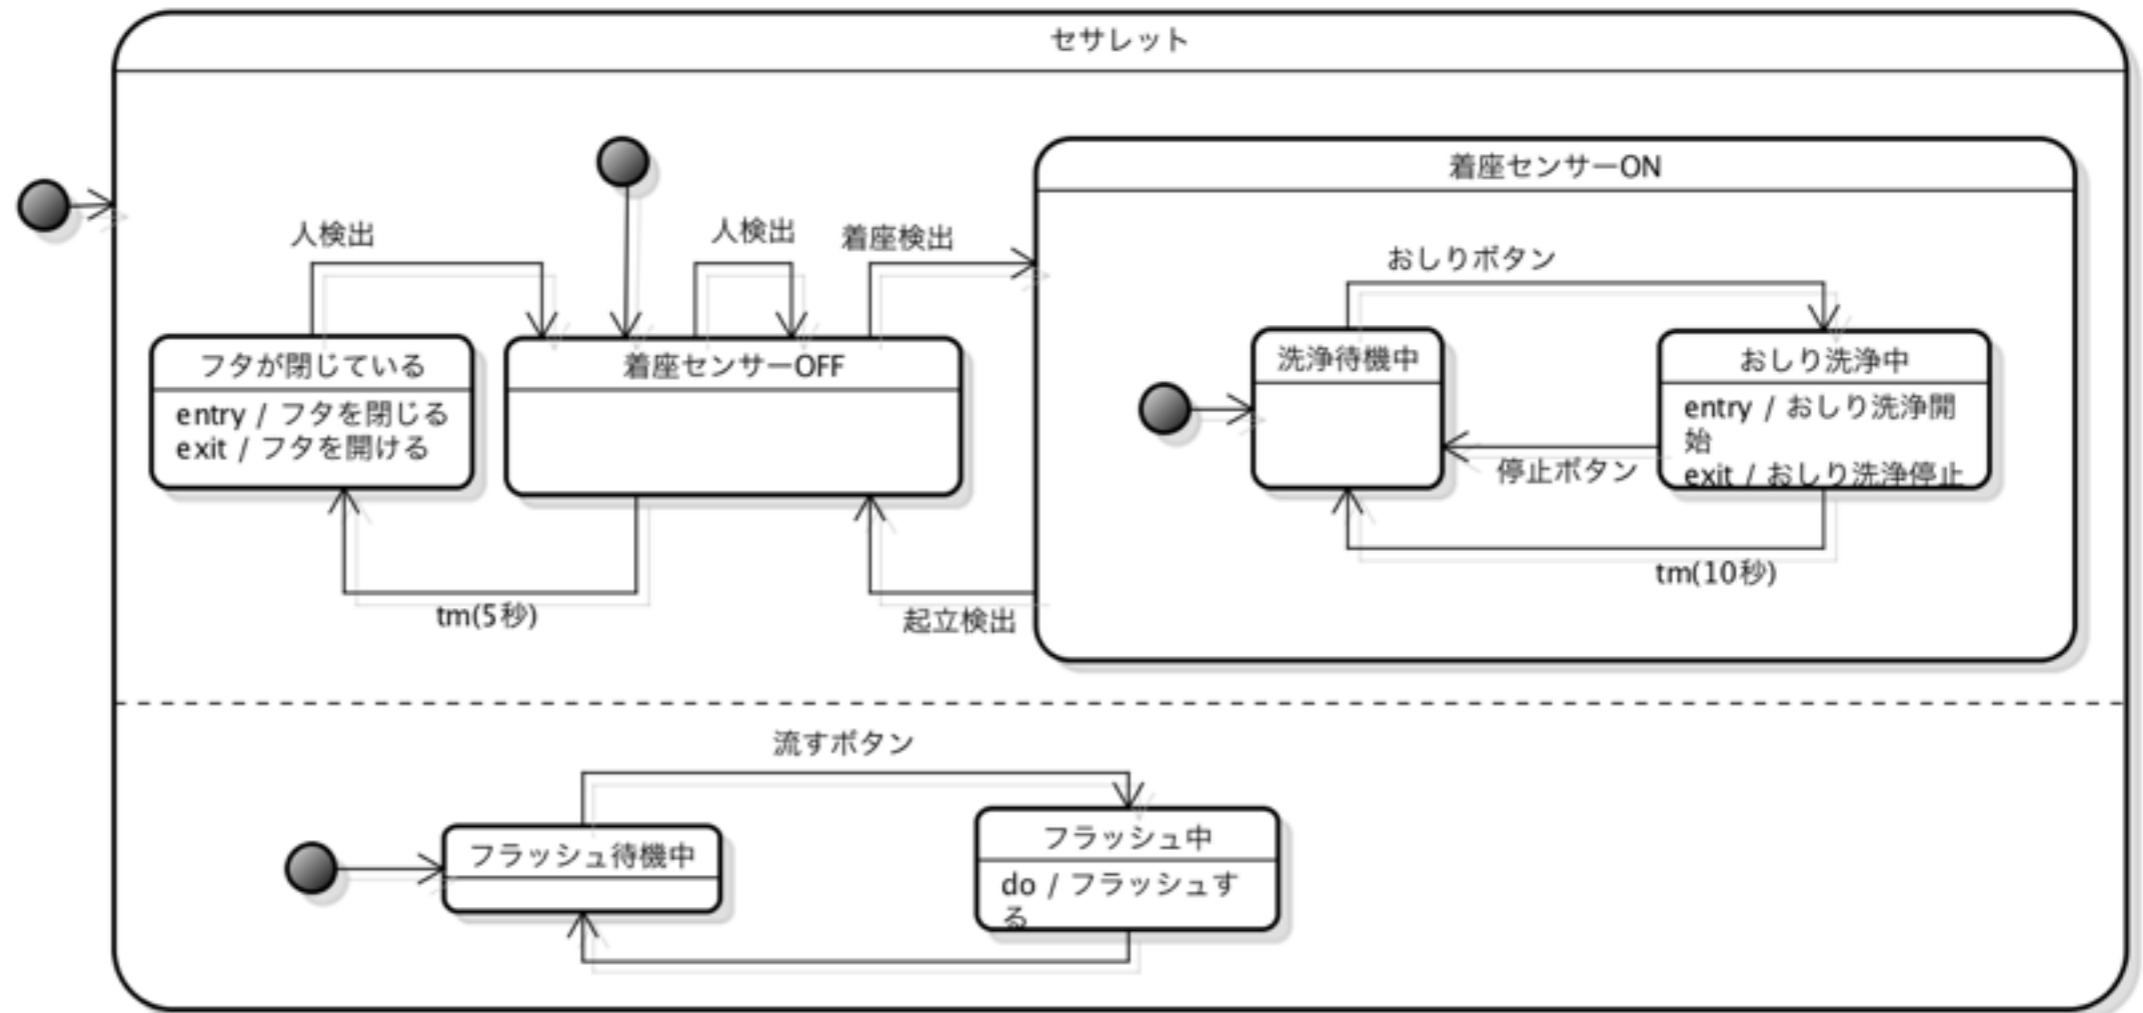 セサレット
着座センサーON
人検出
人検出
着座検出
おしりボタン
フタが閉じている
entry / フタを閉じる
exit / フタを開ける
着座センサーOFF
洗浄待機中
おしり洗浄中
entry / おしり洗浄開
始
exit / おしり洗浄停止
停止ボタン
tm(10秒)
tm(5秒)
起立検出
流すボタン
フラッシュ待機中
フラッシュ中
do / フラッシュす
る